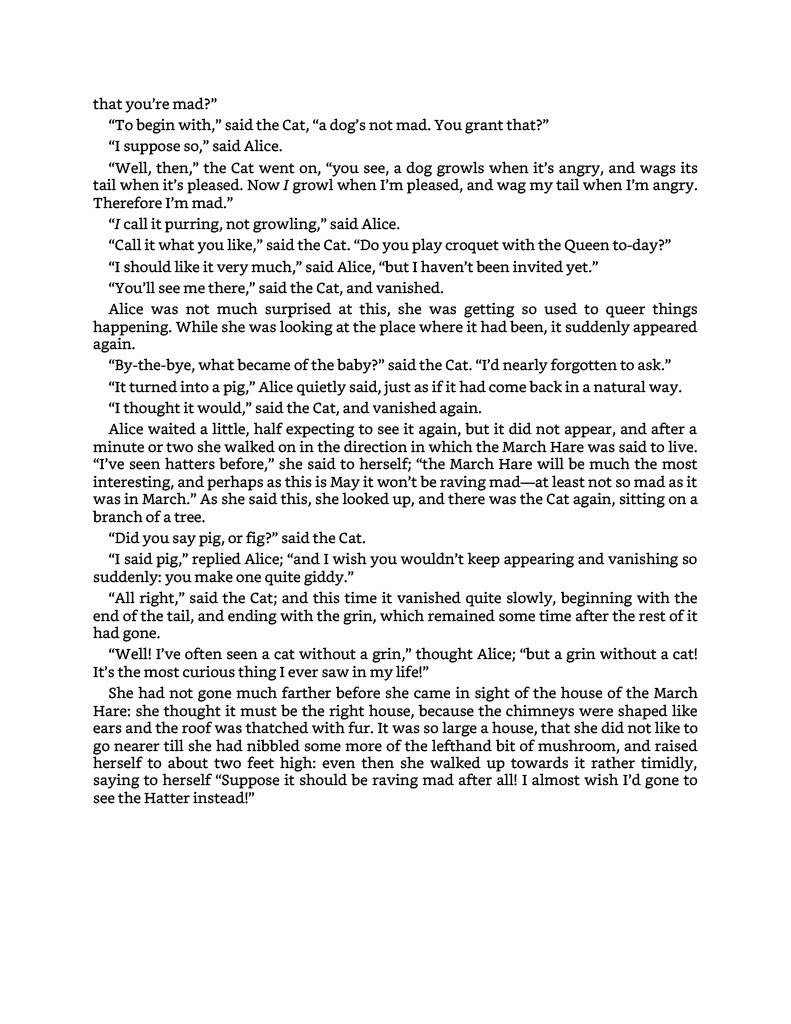 that you're mad?”
“To begin with,” said the Cat, “a dog's not mad. You grant that?”
“I suppose so,” said Alice.
“Well, then,” the Cat went on, “you see, a dog growls when it's angry, and wags its
tail when it's pleased. Now I growl when I'm pleased, and wag my tail when I'm angry.
Therefore I'm mad.”
“I call it purring, not growling,” said Alice.
“Call it what you like,” said the Cat. “Do you play croquet with the Queen to-day?”
“I should like it very much,” said Alice, “but I haven't been invited yet.”
“You'll see me there,” said the Cat, and vanished.
Alice was not much surprised at this, she was getting so used to queer things
happening. While she was looking at the place where it had been, it suddenly appeared
again.
“By-the-bye, what became of the baby?” said the Cat. “I'd nearly forgotten to ask.”
“It turned into a pig,” Alice quietly said, just as if it had come back in a natural way.
“I thought it would,” said the Cat, and vanished again.
Alice waited a little, half expecting to see it again, but it did not appear, and after a
minute or two she walked on in the direction in which the March Hare was said to live.
“I've seen hatters before,” she said to herself; “the March Hare will be much the most
interesting, and perhaps as this is May it won't be raving mad—at least not so mad as it
was in March.” As she said this, she looked up, and there was the Cat again, sitting on a
branch of a tree.
“Did you say pig, or fig?” said the Cat.
“I said pig,” replied Alice; “and I wish you wouldn't keep appearing and vanishing so
suddenly: you make one quite giddy.”
“All right,” said the Cat; and this time it vanished quite slowly, beginning with the
end of the tail, and ending with the grin, which remained some time after the rest of it
had gone.
“Well! I've often seen a cat without a grin,” thought Alice; “but a grin without a cat!
It's the most curious thing I ever saw in my life!”
She had not gone much farther before she came in sight of the house of the March
Hare: she thought it must be the right house, because the chimneys were shaped like
ears and the roof was thatched with fur. It was so large a house, that she did not like to
go nearer till she had nibbled some more of the lefthand bit of mushroom, and raised
herself to about two feet high: even then she walked up towards it rather timidly,
saying to herself “Suppose it should be raving mad after all! I almost wish I'd gone to
see the Hatter instead!”